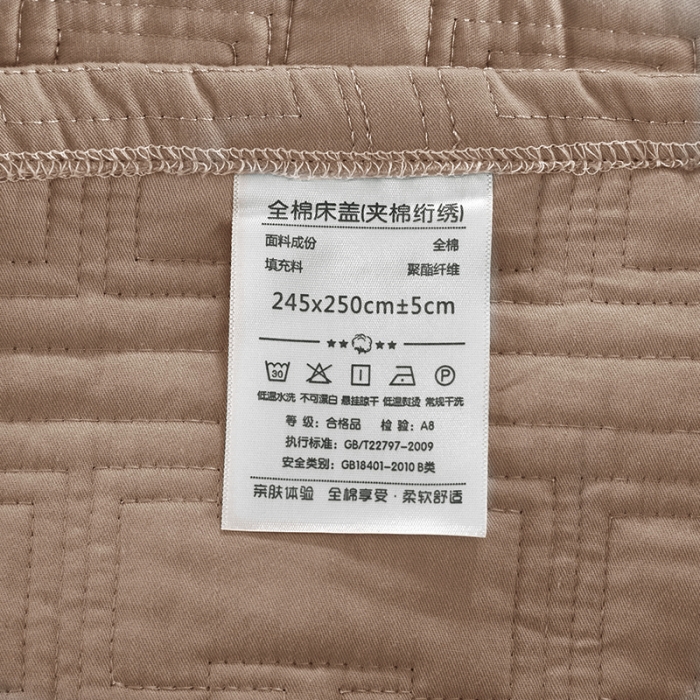 全棉床盖(夹棉绗绣)
面料成份 全棉
填充料 聚酯纤维
245x250cm±5cm
30 P
低温水洗 不可漂白 悬挂晾干 低温熨烫 常规干洗
等 级：合格品 检 验：A8
执行标准：GB/T22797-2009
安全类别：GB18401-2010 B类
亲肤体验 全棉享受·柔软舒适